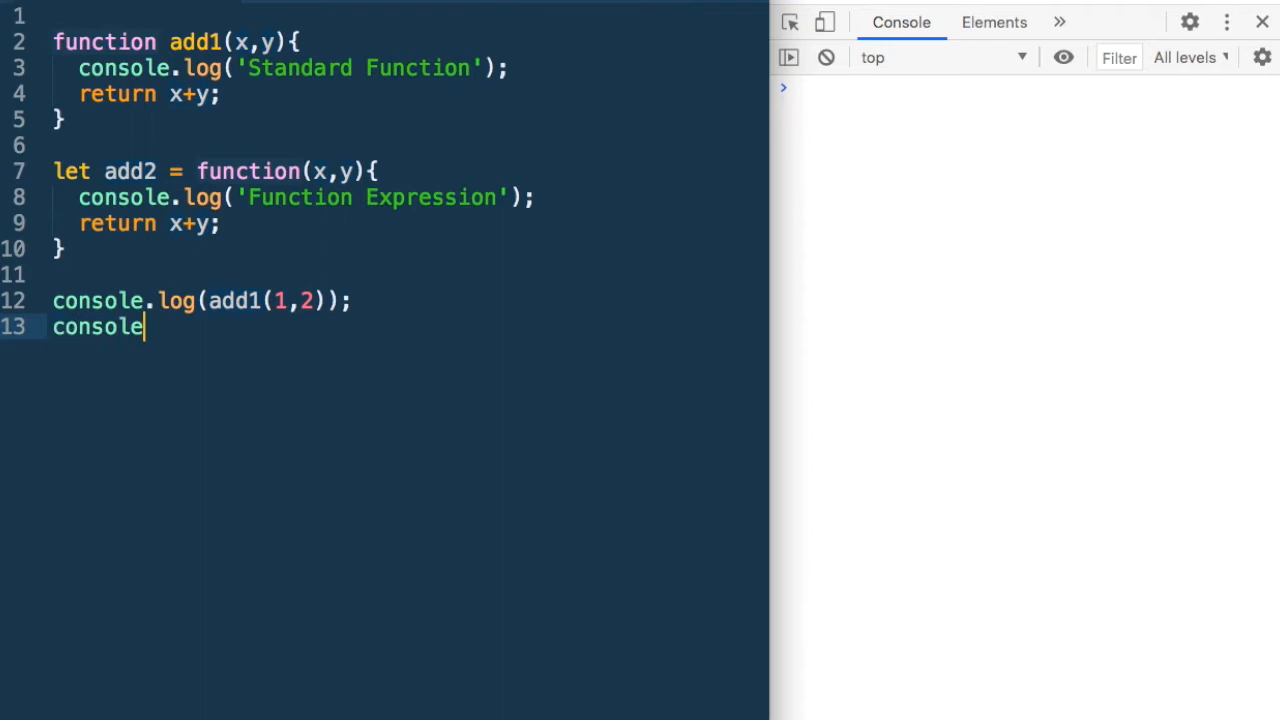 1
2 function add1(x,y){
3 console.log('Standard Function');
4 return x+y;
5 }
6
7 let add2 = function(x,y){
8 console.log('Function Expression');
9 return x+y;
10 }
11
12 console.log(add1(1,2));
13 console
Console Elements »
top Filter All levels